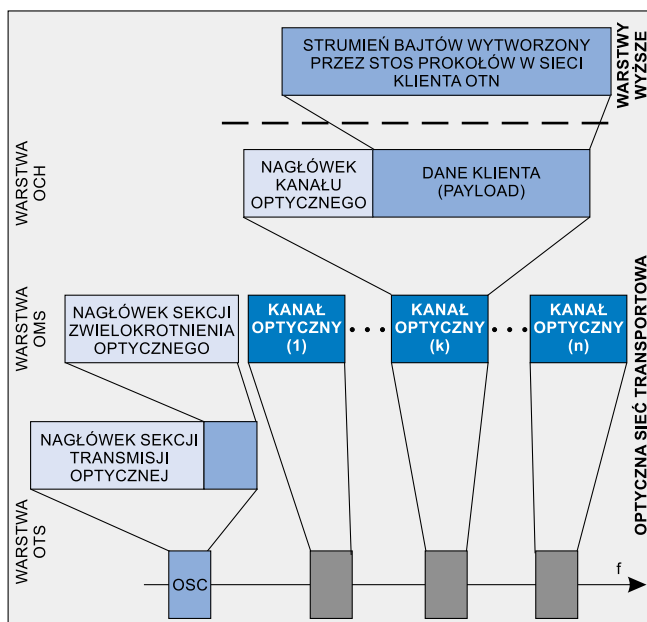 STRUMIEŃ BAJTÓW WYTWORZONY
PRZEZ STOS PROKOŁÓW W SIECI
KLIENTA OTN
WARSTWY
WYŻSZE
WARSTWA
OCH
NAGŁÓWEK
KANAŁU
OPTYCZNEGO
DANE KLIENTA
(PAYLOAD)
WARSTWA
OMS
NAGŁÓWEK SEKCJI
ZWIELOKROTNIENIA
OPTYCZNEGO
KANAŁ
OPTYCZNY
(1)
KANAŁ
OPTYCZNY
(k)
KANAŁ
OPTYCZNY
(n)
OPTYCZNA SIEĆ TRANSPORTOWA
NAGŁÓWEK SEKCJI
TRANSMISJI
OPTYCZNEJ
WARSTWA
OTS
OSC
f